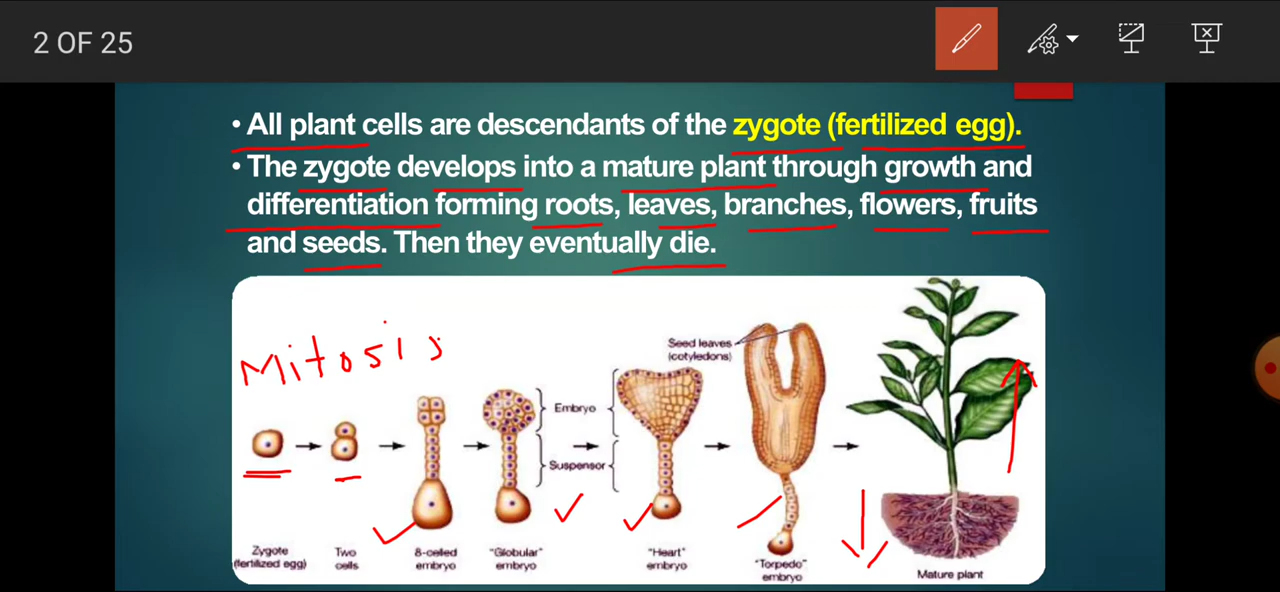 2 OF 25
• All plant cells are descendants of the zygote (fertilized egg).
• The zygote develops into a mature plant through growth and
differentiation forming roots, leaves, branches, flowers, fruits
and seeds. Then they eventually die.
Mitosis
Seed leaves
(cotyledons)
Embryo
Suspensor
Zygote
(fertilized egg)
Two
cells
8-celled
embryo
"Globular"
embryo
"Heart"
embryo
"Torpedo"
embryo
Mature plant